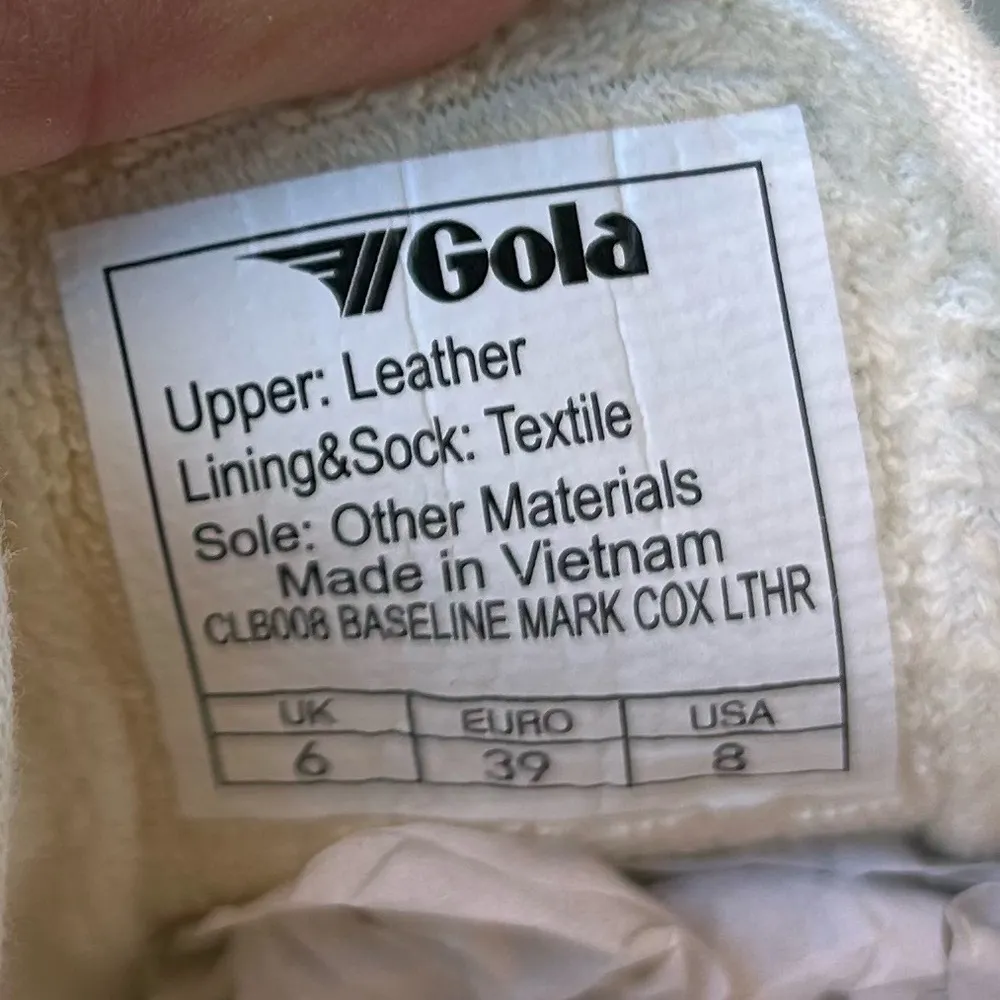 Gola
Upper: Leather
Lining&Sock: Textile
Sole: Other Materials
Made in Vietnam
CLB008 BASELINE MARK COX LTHR
UK EURO USA
6 39 8